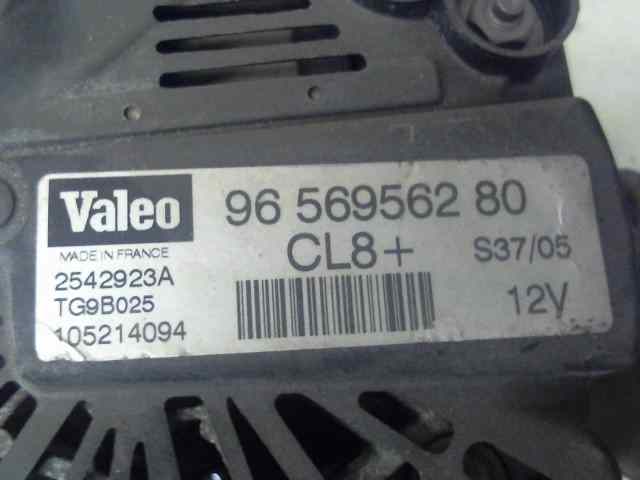 Valeo
96 569562 80
MADE IN FRANCE
CL8+
S37/05
2542923A
TG9B025
12V
105214094